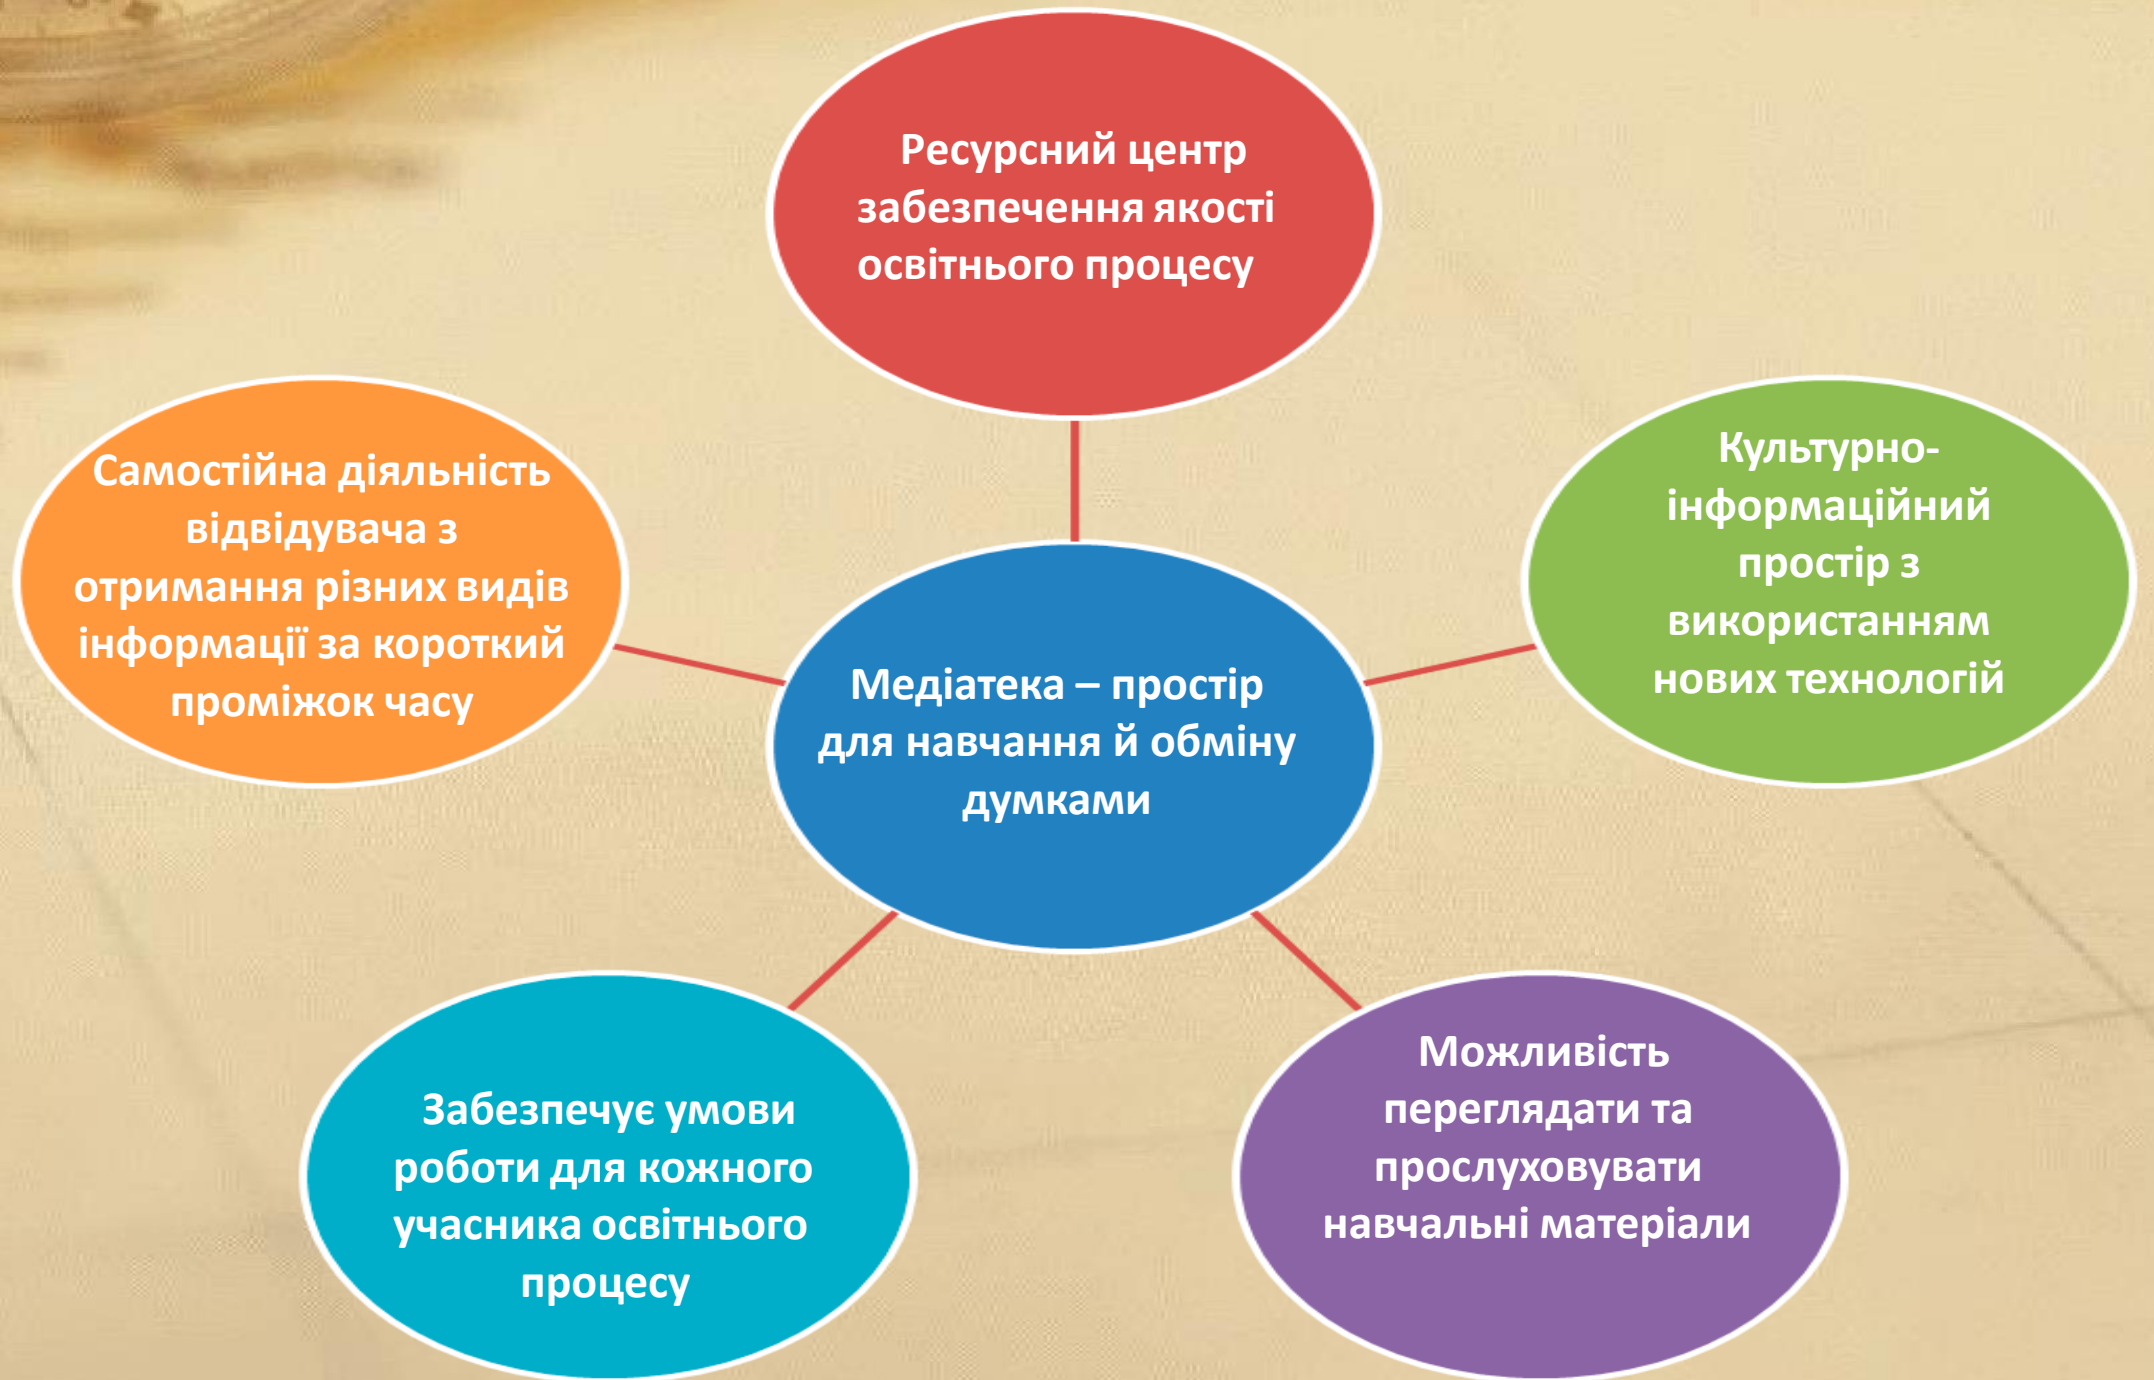 Ресурсний центр
забезпечення якості
освітнього процесу
Самостійна діяльність
відвідувача з
отримання різних видів
інформації за короткий
проміжок часу
Культурно-
інформаційний
простір з
використанням
нових технологій
Медіатека – простір
для навчання й обміну
думками
Забезпечує умови
роботи для кожного
учасника освітнього
процесу
Можливість
переглядати та
прослуховувати
навчальні матеріали